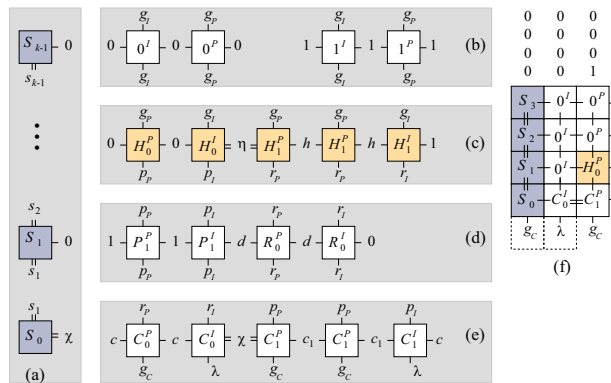 S_{k-1} 0
s_{k-1}
s_2
S_1 0
s_1
s_1
S_0 = χ
(a)
g_I g_P g_I g_P
0 0^I 0 0^P 0 1 1^I 1 1^P 1 (b)
g_I g_P g_I g_P
g_P g_I g_P g_P g_I
0 H_0^P 0 H_0^I = η = H_1^P h H_1^P h H_1^I 1 (c)
p_P p_I r_P r_P r_I
p_P p_I r_P r_I
1 P_1^P 1 P_1^I d R_0^P d R_0^I 0 (d)
p_P p_I r_P r_I
r_P r_I p_P p_P p_I
c C_0^P c C_0^I = χ = C_1^P c_1 C_1^P c_1 C_1^I c (e)
g_C λ g_C g_C λ
0 0 0
0 0 0
0 0 0
0 0 1
S_3 0^I 0^P
S_2 0^I 0^P
S_1 0^I H_0^P
S_0 C_0^I C_1^P
g_C λ g_C
(f)